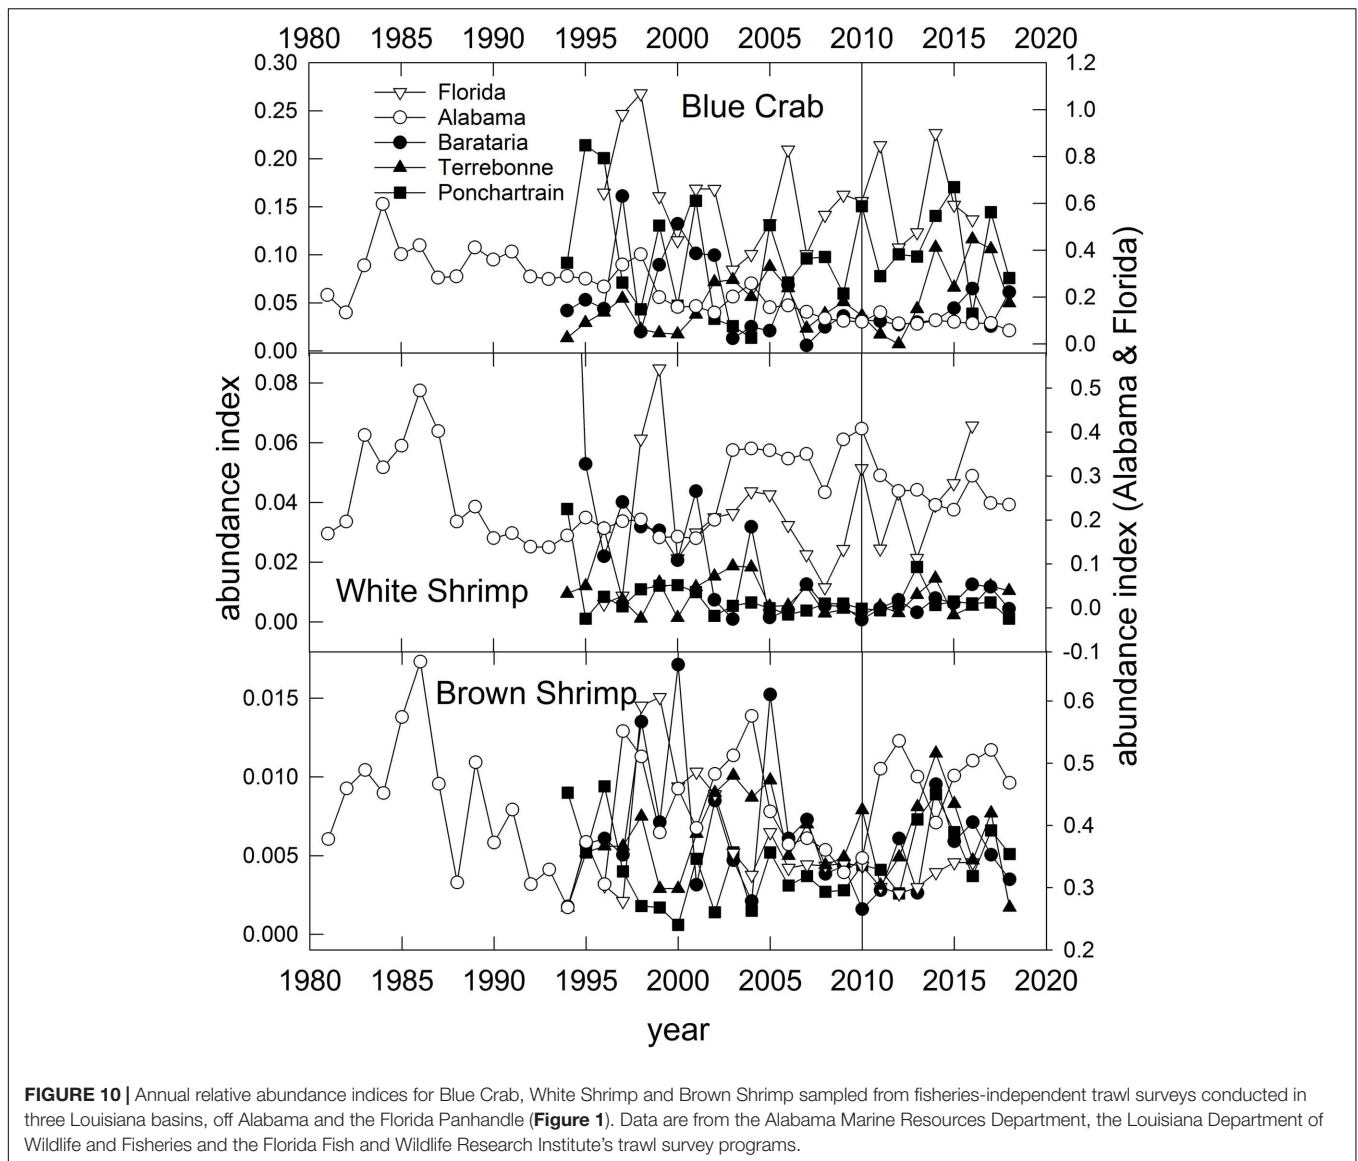 1980 1985 1990 1995 2000 2005 2010 2015 2020
0.30 1.2
Florida
Blue Crab
0.25 1.0
Alabama
Barataria
0.20 0.8
Terrebonne
Ponchartrain
0.15 0.6
0.10 0.4
0.05 0.2
0.00 0.0
abundance index
abundance index (Alabama & Florida)
0.08 0.5
0.06 0.4
0.3
0.04 0.2
0.02 0.1
White Shrimp
0.00 0.0
-0.1
Brown Shrimp
0.015 0.6
0.010 0.5
0.4
0.005 0.3
0.000 0.2
1980 1985 1990 1995 2000 2005 2010 2015 2020
year
FIGURE 10 | Annual relative abundance indices for Blue Crab, White Shrimp and Brown Shrimp sampled from fisheries-independent trawl surveys conducted in
three Louisiana basins, off Alabama and the Florida Panhandle (Figure 1). Data are from the Alabama Marine Resources Department, the Louisiana Department of
Wildlife and Fisheries and the Florida Fish and Wildlife Research Institute's trawl survey programs.